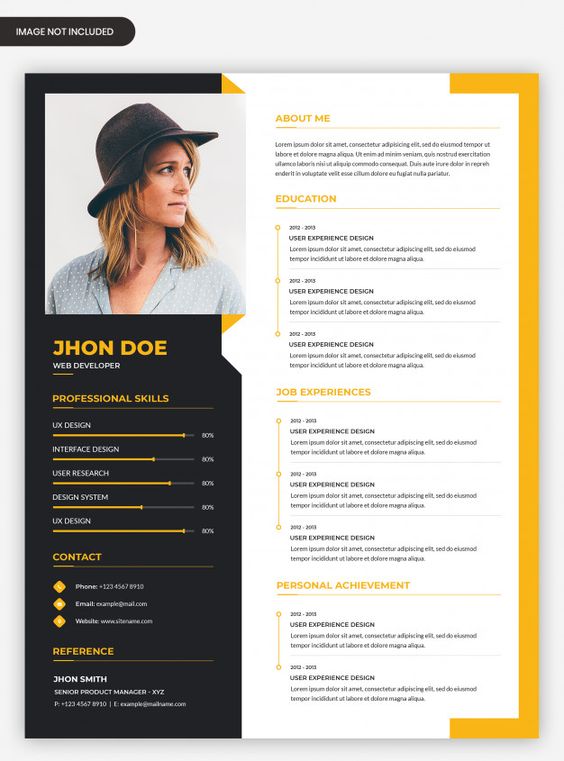 IMAGE NOT INCLUDED
JHON DOE
WEB DEVELOPER
PROFESSIONAL SKILLS
UX DESIGN
80%
INTERFACE DESIGN
80%
USER RESEARCH
80%
DESIGN SYSTEM
80%
UX DESIGN
80%
CONTACT
Phone: +123 4567 8910
Email: example@mail.com
Website: www.sitename.com
REFERENCE
JHON SMITH
SENIOR PRODUCT MANAGER - XYZ
P: +123 4567 8910 | E: example@mailname.com
ABOUT ME
Lorem ipsum dolor sit amet, consectetur adipisicing elit, sed do eiusmod tempor incididunt ut
labore et dolore magna aliqua. Ut enim ad minim veniam, quis nostrud exercitation ullamco
laboris nisi ut aliquip ex ea commodo consequat. Duis aute irure dolor in reprehenderit in
enderit in voluptate velit esse cillum dolore eu fugiat nulla pariatur.
EDUCATION
2012 - 2013
USER EXPERIENCE DESIGN
Lorem ipsum dolor sit amet, consectetur adipisicing elit, sed do eiusmod
tempor incididunt ut labore et dolore magna aliqua.
2012 - 2013
USER EXPERIENCE DESIGN
Lorem ipsum dolor sit amet, consectetur adipisicing elit, sed do eiusmod
tempor incididunt ut labore et dolore magna aliqua.
2012 - 2013
USER EXPERIENCE DESIGN
Lorem ipsum dolor sit amet, consectetur adipisicing elit, sed do eiusmod
tempor incididunt ut labore et dolore magna aliqua.
JOB EXPERIENCES
2012 - 2013
USER EXPERIENCE DESIGN
Lorem ipsum dolor sit amet, consectetur adipisicing elit, sed do eiusmod
tempor incididunt ut labore et dolore magna aliqua.
2012 - 2013
USER EXPERIENCE DESIGN
Lorem ipsum dolor sit amet, consectetur adipisicing elit, sed do eiusmod
tempor incididunt ut labore et dolore magna aliqua.
2012 - 2013
USER EXPERIENCE DESIGN
Lorem ipsum dolor sit amet, consectetur adipisicing elit, sed do eiusmod
tempor incididunt ut labore et dolore magna aliqua.
PERSONAL ACHIEVEMENT
2012 - 2013
USER EXPERIENCE DESIGN
Lorem ipsum dolor sit amet, consectetur adipisicing elit, sed do eiusmod
tempor incididunt ut labore et dolore magna aliqua.
2012 - 2013
USER EXPERIENCE DESIGN
Lorem ipsum dolor sit amet, consectetur adipisicing elit, sed do eiusmod
tempor incididunt ut labore et dolore magna aliqua.